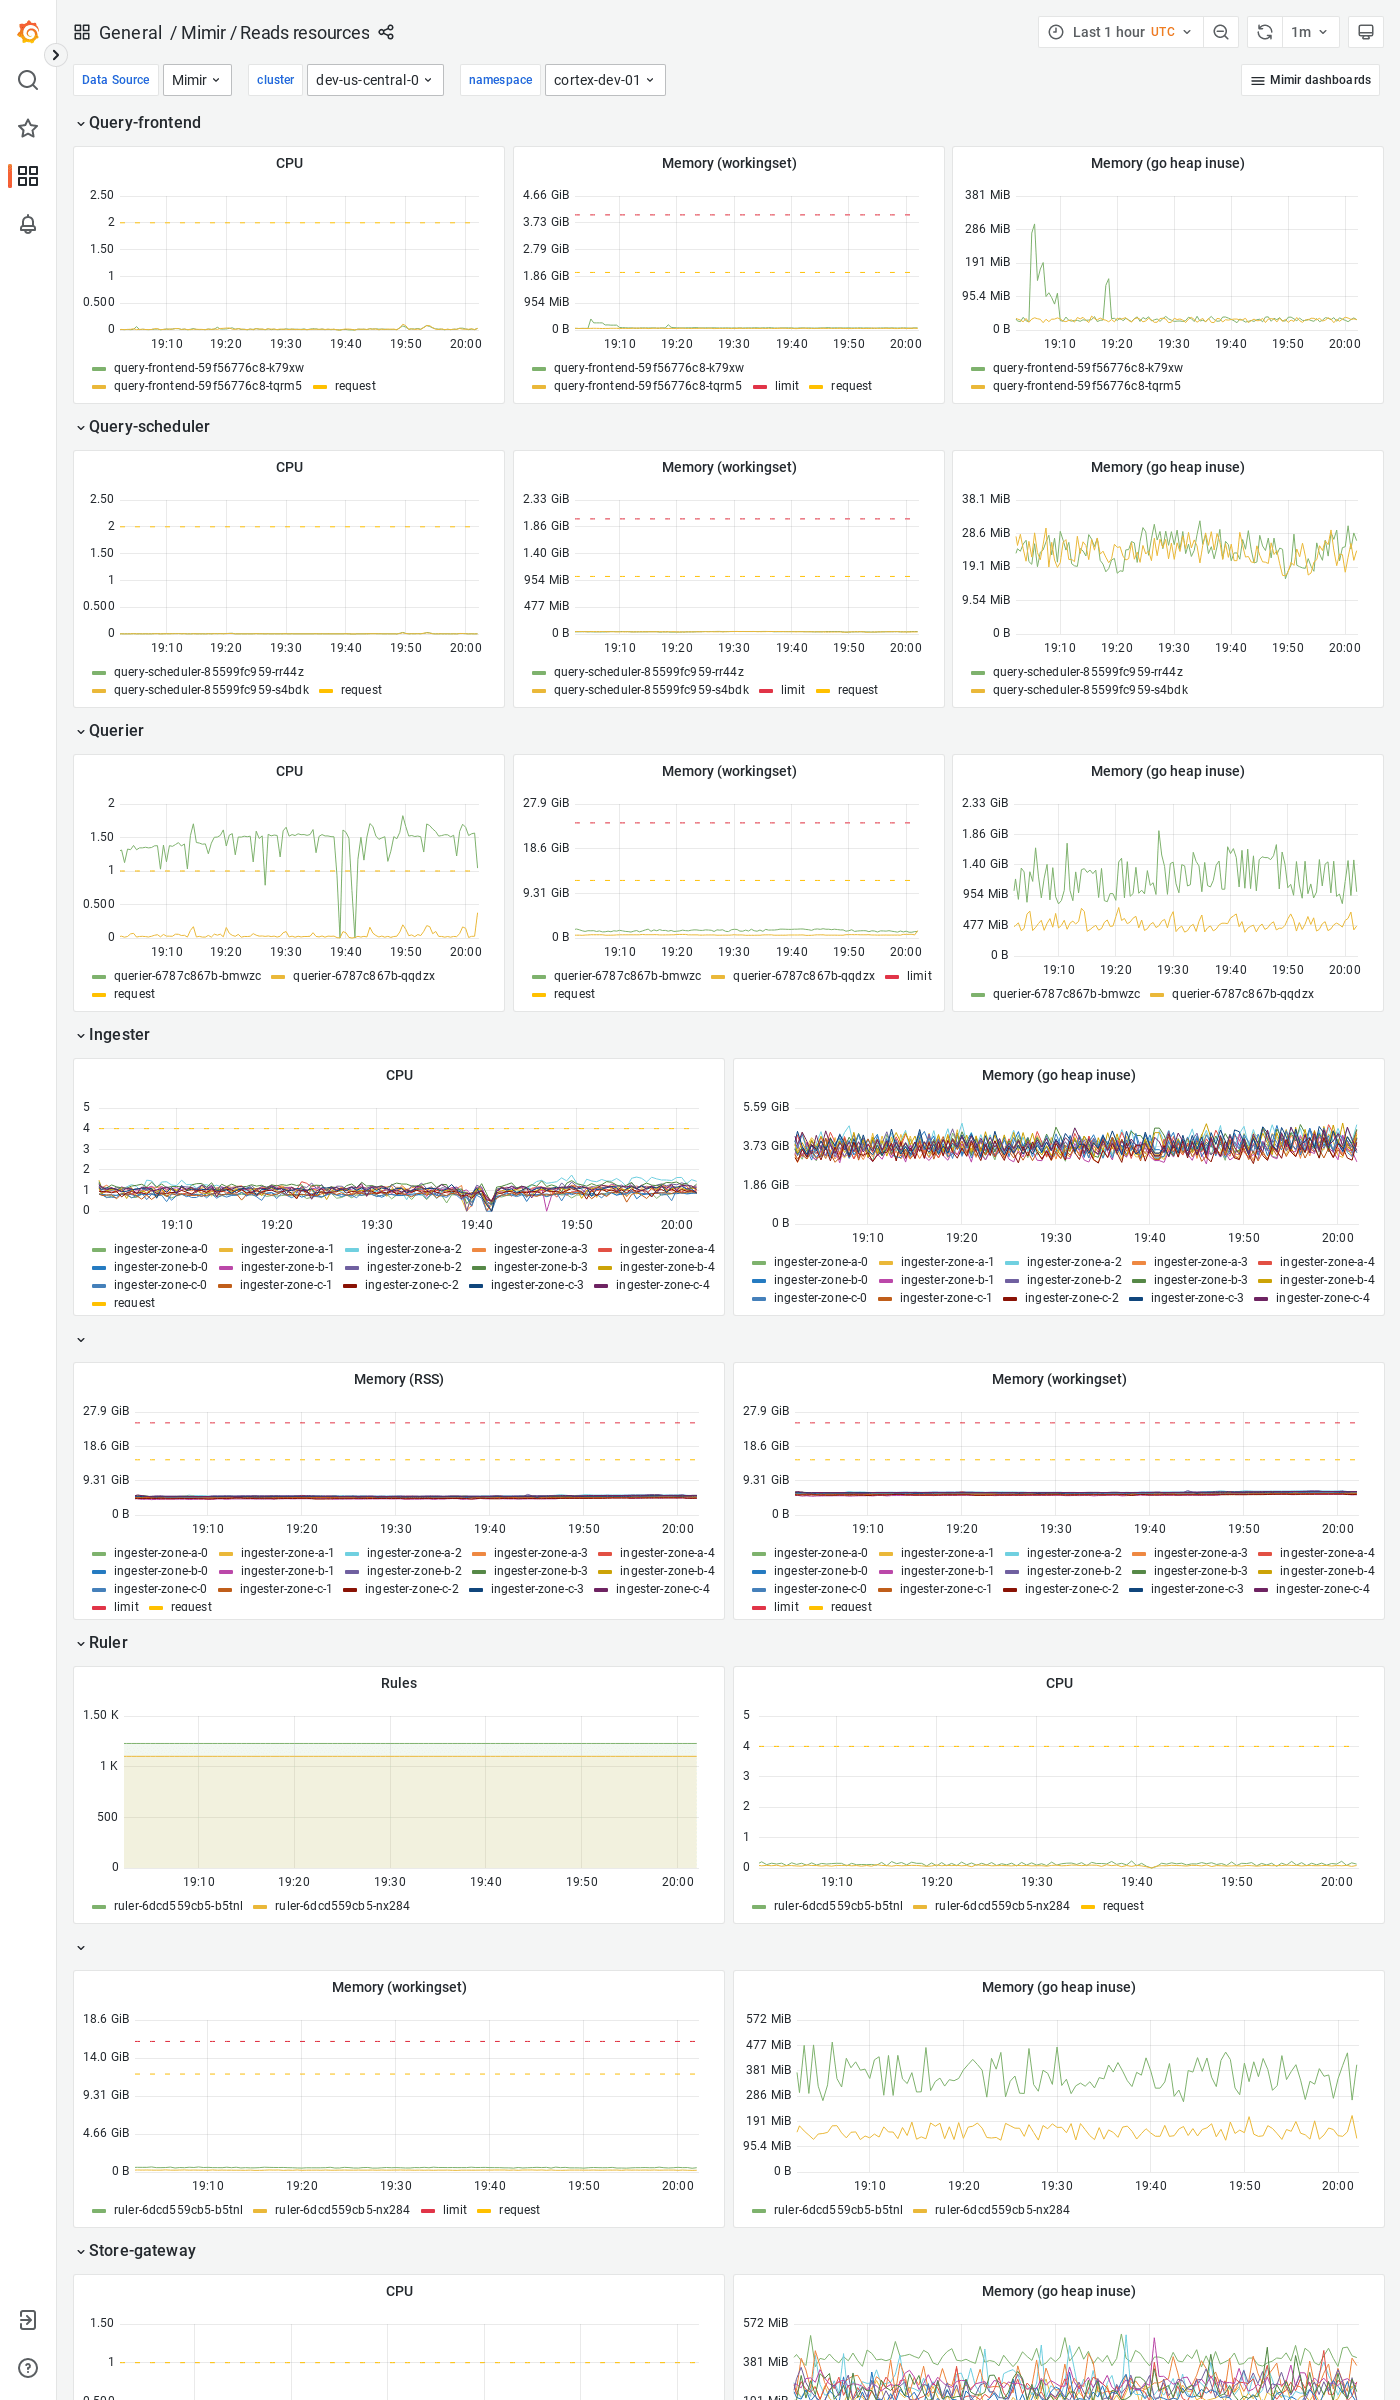 General / Mimir / Reads resources
Last 1 hour UTC
1m
Data Source Mimir cluster dev-us-central-0 namespace cortex-dev-01 Mimir dashboards
Query-frontend
CPU
2.50
2
1.50
1
0.500
0
19:10 19:20 19:30 19:40 19:50 20:00
query-frontend-59f56776c8-k79xw
query-frontend-59f56776c8-tqrm5 request
Memory (workingset)
4.66 GiB
3.73 GiB
2.79 GiB
1.86 GiB
954 MiB
0 B
19:10 19:20 19:30 19:40 19:50 20:00
query-frontend-59f56776c8-k79xw
query-frontend-59f56776c8-tqrm5 limit request
Memory (go heap inuse)
381 MiB
286 MiB
191 MiB
95.4 MiB
0 B
19:10 19:20 19:30 19:40 19:50 20:00
query-frontend-59f56776c8-k79xw
query-frontend-59f56776c8-tqrm5
Query-scheduler
CPU
2.50
2
1.50
1
0.500
0
19:10 19:20 19:30 19:40 19:50 20:00
query-scheduler-85599fc959-rr44z
query-scheduler-85599fc959-s4bdk request
Memory (workingset)
2.33 GiB
1.86 GiB
1.40 GiB
954 MiB
477 MiB
0 B
19:10 19:20 19:30 19:40 19:50 20:00
query-scheduler-85599fc959-rr44z
query-scheduler-85599fc959-s4bdk limit request
Memory (go heap inuse)
38.1 MiB
28.6 MiB
19.1 MiB
9.54 MiB
0 B
19:10 19:20 19:30 19:40 19:50 20:00
query-scheduler-85599fc959-rr44z
query-scheduler-85599fc959-s4bdk
Querier
CPU
2
1.50
1
0.500
0
19:10 19:20 19:30 19:40 19:50 20:00
querier-6787c867b-bmwzc querier-6787c867b-qqdzx
request
Memory (workingset)
27.9 GiB
18.6 GiB
9.31 GiB
0 B
19:10 19:20 19:30 19:40 19:50 20:00
querier-6787c867b-bmwzc querier-6787c867b-qqdzx limit
request
Memory (go heap inuse)
2.33 GiB
1.86 GiB
1.40 GiB
954 MiB
477 MiB
0 B
19:10 19:20 19:30 19:40 19:50 20:00
querier-6787c867b-bmwzc querier-6787c867b-qqdzx
Ingester
CPU
5
4
3
2
1
0
19:10 19:20 19:30 19:40 19:50 20:00
ingester-zone-a-0 ingester-zone-a-1 ingester-zone-a-2 ingester-zone-a-3 ingester-zone-a-4
ingester-zone-b-0 ingester-zone-b-1 ingester-zone-b-2 ingester-zone-b-3 ingester-zone-b-4
ingester-zone-c-0 ingester-zone-c-1 ingester-zone-c-2 ingester-zone-c-3 ingester-zone-c-4
request
Memory (go heap inuse)
5.59 GiB
3.73 GiB
1.86 GiB
0 B
19:10 19:20 19:30 19:40 19:50 20:00
ingester-zone-a-0 ingester-zone-a-1 ingester-zone-a-2 ingester-zone-a-3 ingester-zone-a-4
ingester-zone-b-0 ingester-zone-b-1 ingester-zone-b-2 ingester-zone-b-3 ingester-zone-b-4
ingester-zone-c-0 ingester-zone-c-1 ingester-zone-c-2 ingester-zone-c-3 ingester-zone-c-4
Memory (RSS)
27.9 GiB
18.6 GiB
9.31 GiB
0 B
19:10 19:20 19:30 19:40 19:50 20:00
ingester-zone-a-0 ingester-zone-a-1 ingester-zone-a-2 ingester-zone-a-3 ingester-zone-a-4
ingester-zone-b-0 ingester-zone-b-1 ingester-zone-b-2 ingester-zone-b-3 ingester-zone-b-4
ingester-zone-c-0 ingester-zone-c-1 ingester-zone-c-2 ingester-zone-c-3 ingester-zone-c-4
limit request
Memory (workingset)
27.9 GiB
18.6 GiB
9.31 GiB
0 B
19:10 19:20 19:30 19:40 19:50 20:00
ingester-zone-a-0 ingester-zone-a-1 ingester-zone-a-2 ingester-zone-a-3 ingester-zone-a-4
ingester-zone-b-0 ingester-zone-b-1 ingester-zone-b-2 ingester-zone-b-3 ingester-zone-b-4
ingester-zone-c-0 ingester-zone-c-1 ingester-zone-c-2 ingester-zone-c-3 ingester-zone-c-4
limit request
Ruler
Rules
1.50 K
1 K
500
0
19:10 19:20 19:30 19:40 19:50 20:00
ruler-6dcd559cb5-b5tnl ruler-6dcd559cb5-nx284
CPU
5
4
3
2
1
0
19:10 19:20 19:30 19:40 19:50 20:00
ruler-6dcd559cb5-b5tnl ruler-6dcd559cb5-nx284 request
Memory (workingset)
18.6 GiB
14.0 GiB
9.31 GiB
4.66 GiB
0 B
19:10 19:20 19:30 19:40 19:50 20:00
ruler-6dcd559cb5-b5tnl ruler-6dcd559cb5-nx284 limit request
Memory (go heap inuse)
572 MiB
477 MiB
381 MiB
286 MiB
191 MiB
95.4 MiB
0 B
19:10 19:20 19:30 19:40 19:50 20:00
ruler-6dcd559cb5-b5tnl ruler-6dcd559cb5-nx284
Store-gateway
CPU
1.50
1
0.500
Memory (go heap inuse)
572 MiB
381 MiB
191 MiB